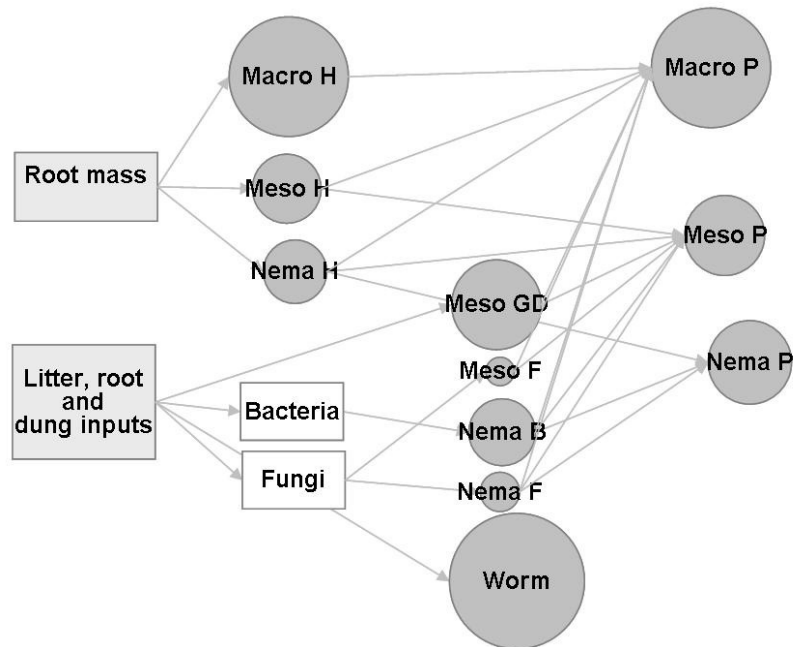 Macro H
Macro P
Root mass
Meso H
Meso P
Nema H
Meso GD
Nema P
Litter, root
and
dung inputs
Meso F
Bacteria
Nema B
Fungi
Nema F
Worm